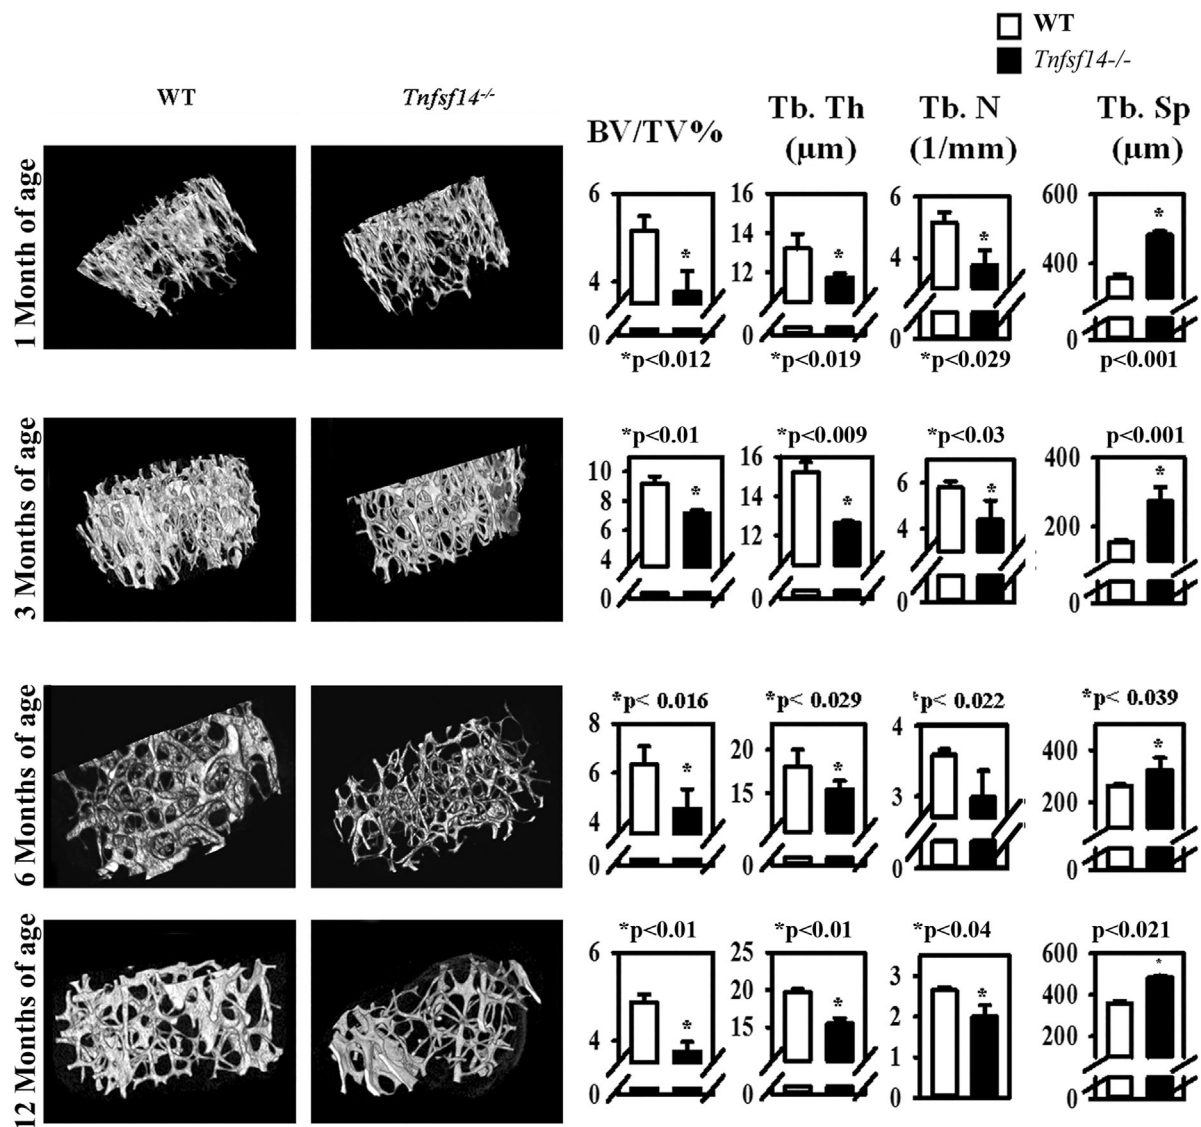 WT
Tnfsf14-/-
WT
Tnfsf14-/-
BV/TV%
Tb. Th
(μm)
Tb. N
(1/mm)
Tb. Sp
(μm)
1 Month of age
6
4
0
*
*p<0.012
16
14
12
0
*
*p<0.019
6
4
0
*
*p<0.029
600
400
0
*
p<0.001
3 Months of age
*p<0.01
10
8
6
4
0
*
*p<0.009
16
14
12
0
*
*p<0.03
6
4
0
*
p<0.001
400
200
0
*
6 Months of age
*p< 0.016
8
6
4
0
*
*p< 0.029
20
15
0
*
*p< 0.022
4
3
0
*p< 0.039
400
200
0
*
12 Months of age
*p<0.01
6
4
0
*
*p<0.01
25
20
15
0
*
*p<0.04
3
2
1
0
*
p<0.021
600
400
200
0
*